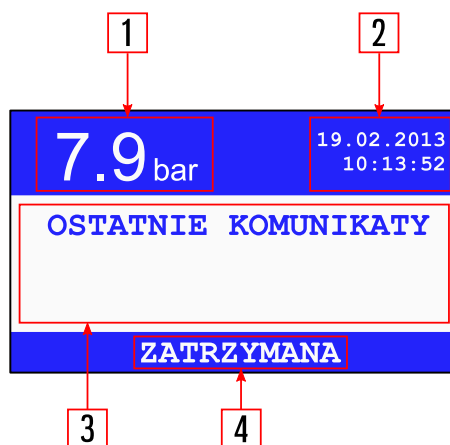 1 2
7.9 bar
19.02.2013
10:13:52
OSTATNIE KOMUNIKATY
ZATRZYMANA
3 4